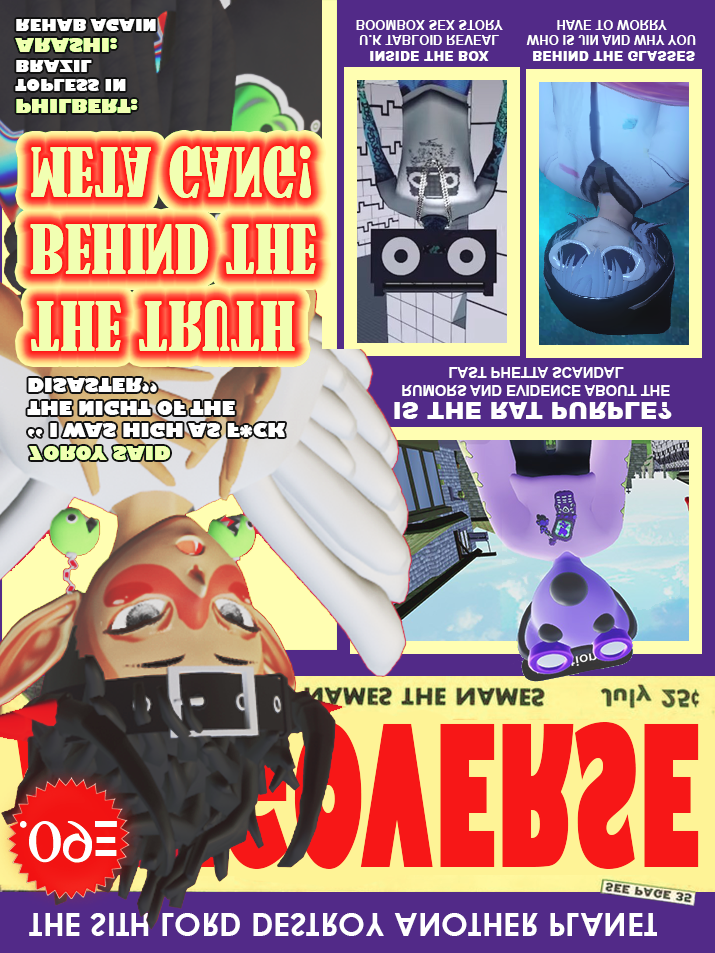 THE SITH LORD DESTROY ANOTHER PLANET
SEE PAGE 35
GOVERSE
NAMES THE NAMES July 25¢
7OROY SAID
“ I WAS HIGH AS F*CK
THE NIGHT OF THE
DISASTER”
THE TRUTH
BEHIND THE
META GANG!
PHILBERT:
TOPLESS IN
BRAZIL
ARASHI:
REHAB AGAIN
IS THE RAT PURPLE?
RUMORS AND EVIDENCE ABOUT THE
LAST PHETTA SCANDAL
INSIDE THE BOX
U.K TABLOID REVEAL
BOOMBOX SEX STORY
BEHIND THE GLASSES
WHO IS JIN AND WHY YOU
HAVE TO WORRY